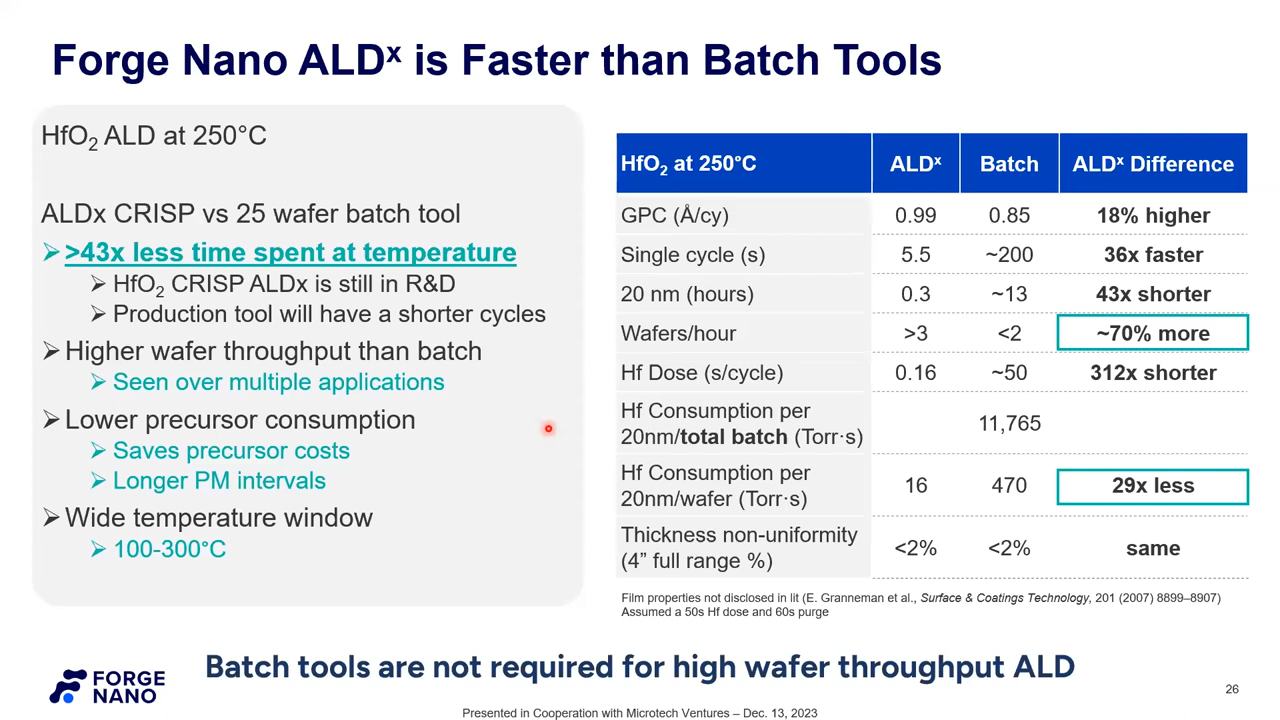 Forge Nano ALDˣ is Faster than Batch Tools
HfO₂ ALD at 250°C
ALDx CRISP vs 25 wafer batch tool
➢ >43x less time spent at temperature
➢ HfO₂ CRISP ALDx is still in R&D
➢ Production tool will have a shorter cycles
➢ Higher wafer throughput than batch
➢ Seen over multiple applications
➢ Lower precursor consumption
➢ Saves precursor costs
➢ Longer PM intervals
➢ Wide temperature window
➢ 100-300°C
HfO₂ at 250°C ALDˣ Batch ALDˣ Difference
GPC (Å/cy) 0.99 0.85 18% higher
Single cycle (s) 5.5 ~200 36x faster
20 nm (hours) 0.3 ~13 43x shorter
Wafers/hour >3 <2 ~70% more
Hf Dose (s/cycle) 0.16 ~50 312x shorter
Hf Consumption per
20nm/total batch (Torr·s) 11,765
Hf Consumption per
20nm/wafer (Torr·s) 16 470 29x less
Thickness non-uniformity
(4” full range %) <2% <2% same
Film properties not disclosed in lit (E. Granneman et al., Surface & Coatings Technology, 201 (2007) 8899–8907)
Assumed a 50s Hf dose and 60s purge
Batch tools are not required for high wafer throughput ALD
FORGE
NANO
26
Presented in Cooperation with Microtech Ventures – Dec. 13, 2023